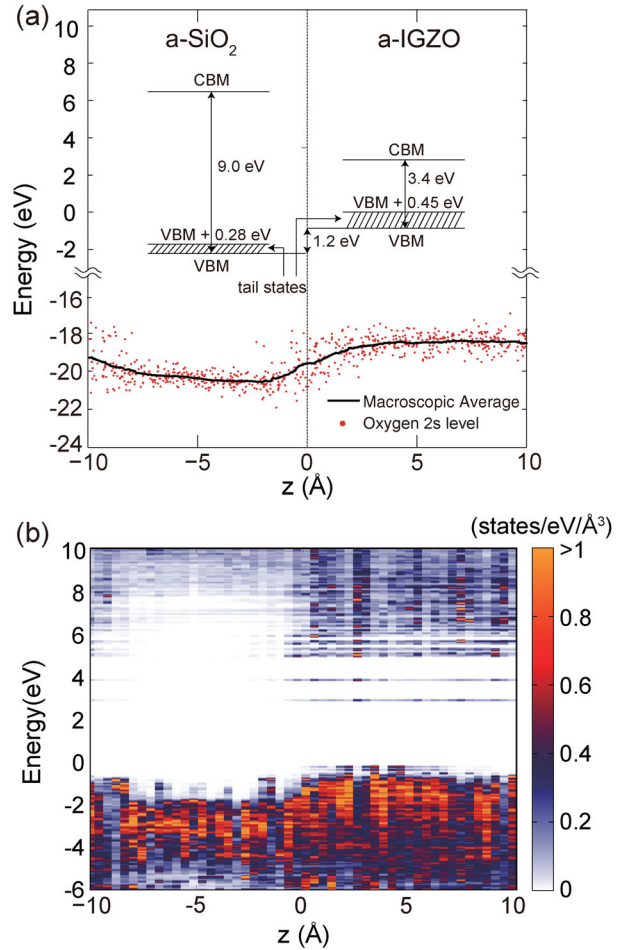 (a)
a-SiO₂ a-IGZO
10
8
6
4
2
0
-2
-16
-18
-20
-22
-24
Energy (eV)
CBM
9.0 eV
VBM + 0.28 eV
VBM
CBM
3.4 eV
VBM + 0.45 eV
1.2 eV
VBM
tail states
Macroscopic Average
Oxygen 2s level
−10 −5 0 5 10
z (Å)
(b)
(states/eV/Å³)
10
8
6
4
2
0
-2
-4
-6
Energy(eV)
>1
0.8
0.6
0.4
0.2
0
−10 −5 0 5 10
z (Å)